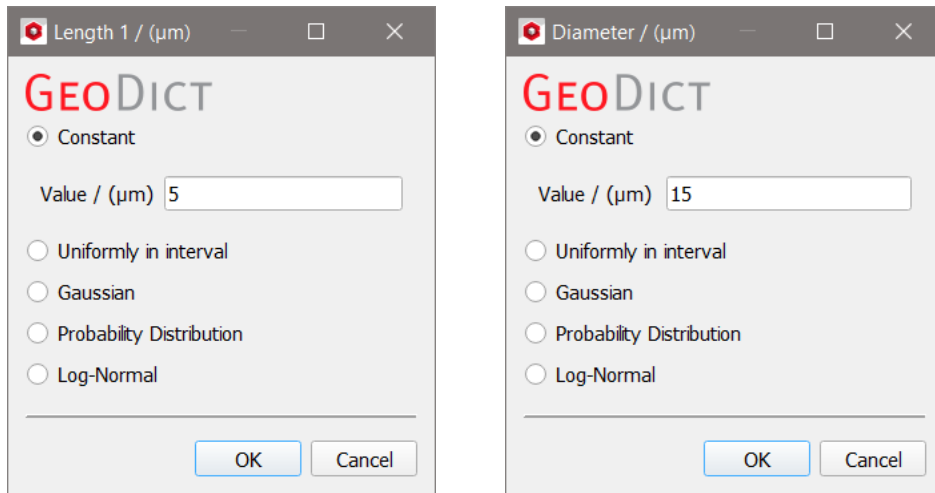 Length 1 / (µm)
GEODICT
Constant
Value / (µm) 5
Uniformly in interval
Gaussian
Probability Distribution
Log-Normal
OK Cancel
Diameter / (µm)
GEODICT
Constant
Value / (µm) 15
Uniformly in interval
Gaussian
Probability Distribution
Log-Normal
OK Cancel